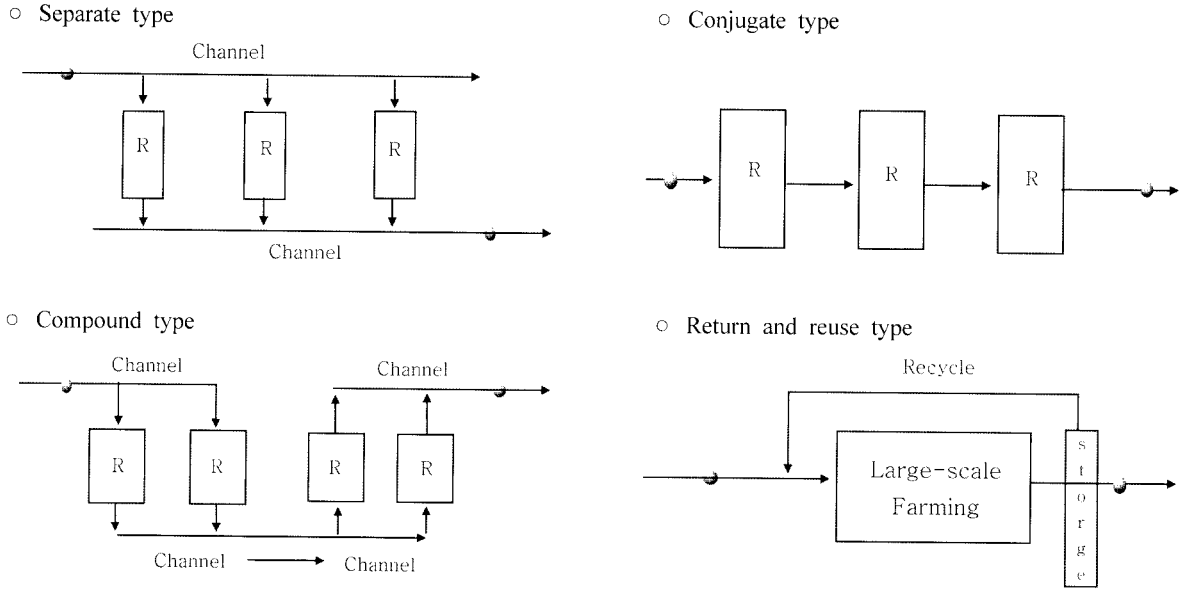 ○ Separate type
Channel
R R R
Channel
○ Conjugate type
R R R
○ Compound type
Channel Channel
R R R R
Channel Channel
○ Return and reuse type
Recycle
Large-scale
Farming
s
t
o
r
g
e